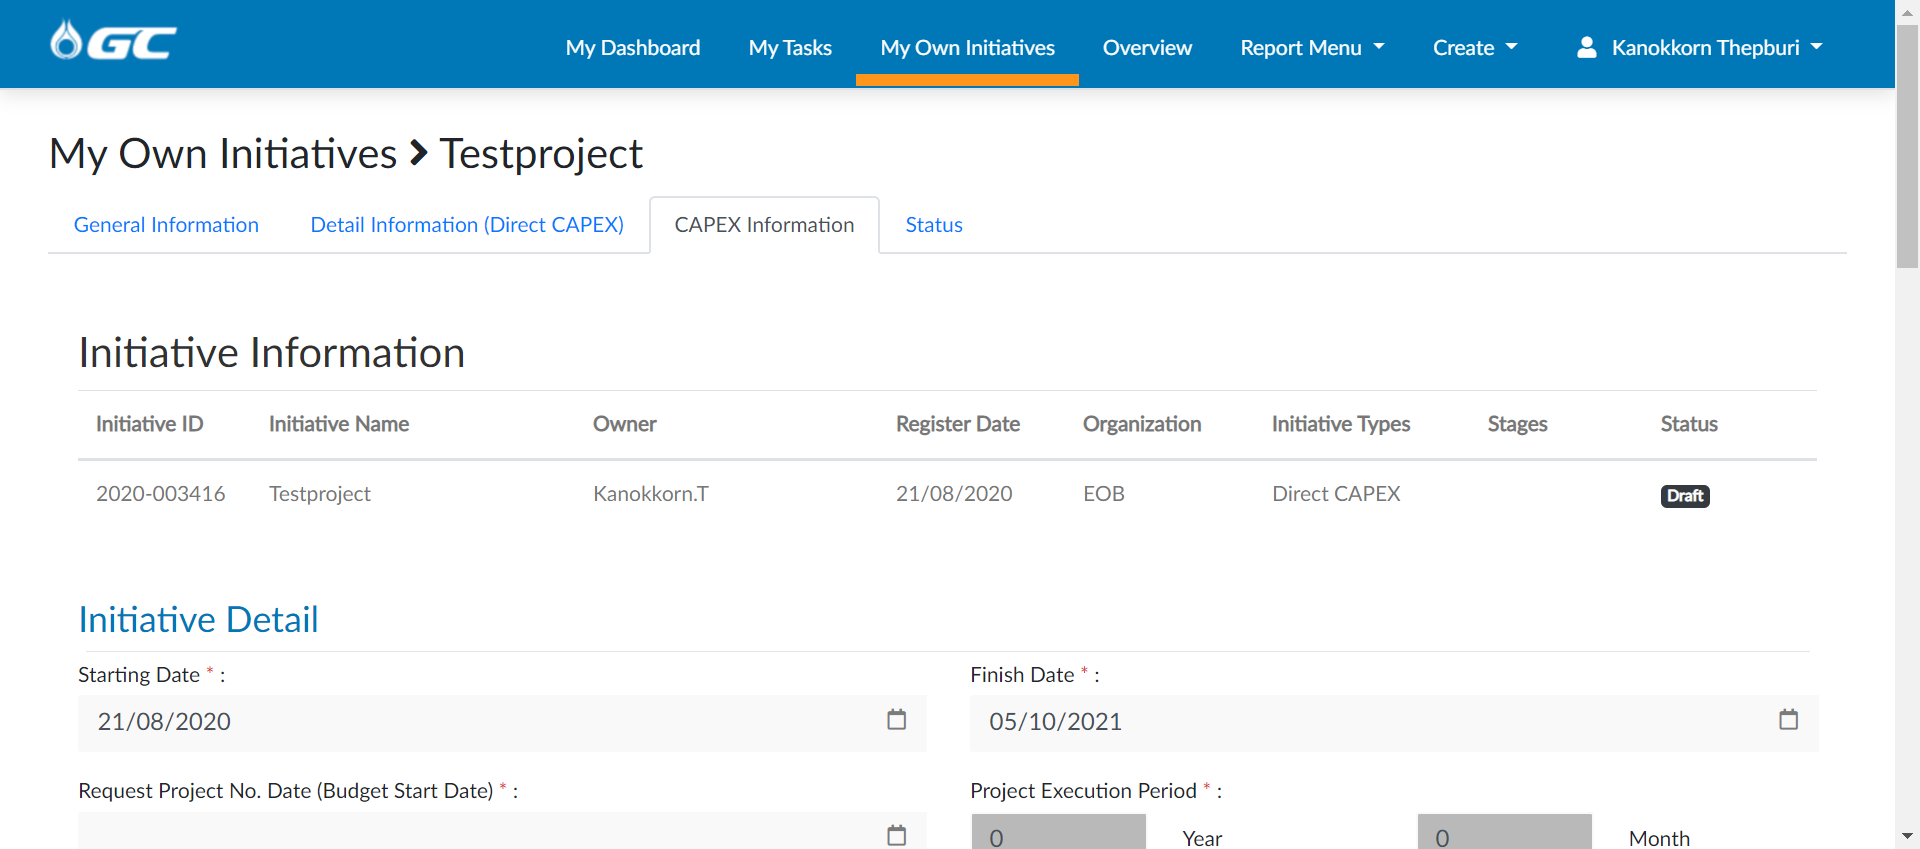 GC
My Dashboard My Tasks My Own Initiatives Overview Report Menu Create Kanokkorn Thepburi
My Own Initiatives > Testproject
General Information Detail Information (Direct CAPEX) CAPEX Information Status
Initiative Information
Initiative ID Initiative Name Owner Register Date Organization Initiative Types Stages Status
2020-003416 Testproject Kanokkorn.T 21/08/2020 EOB Direct CAPEX Draft
Initiative Detail
Starting Date * : Finish Date * :
21/08/2020 05/10/2021
Request Project No. Date (Budget Start Date) * : Project Execution Period * :
0 Year 0 Month